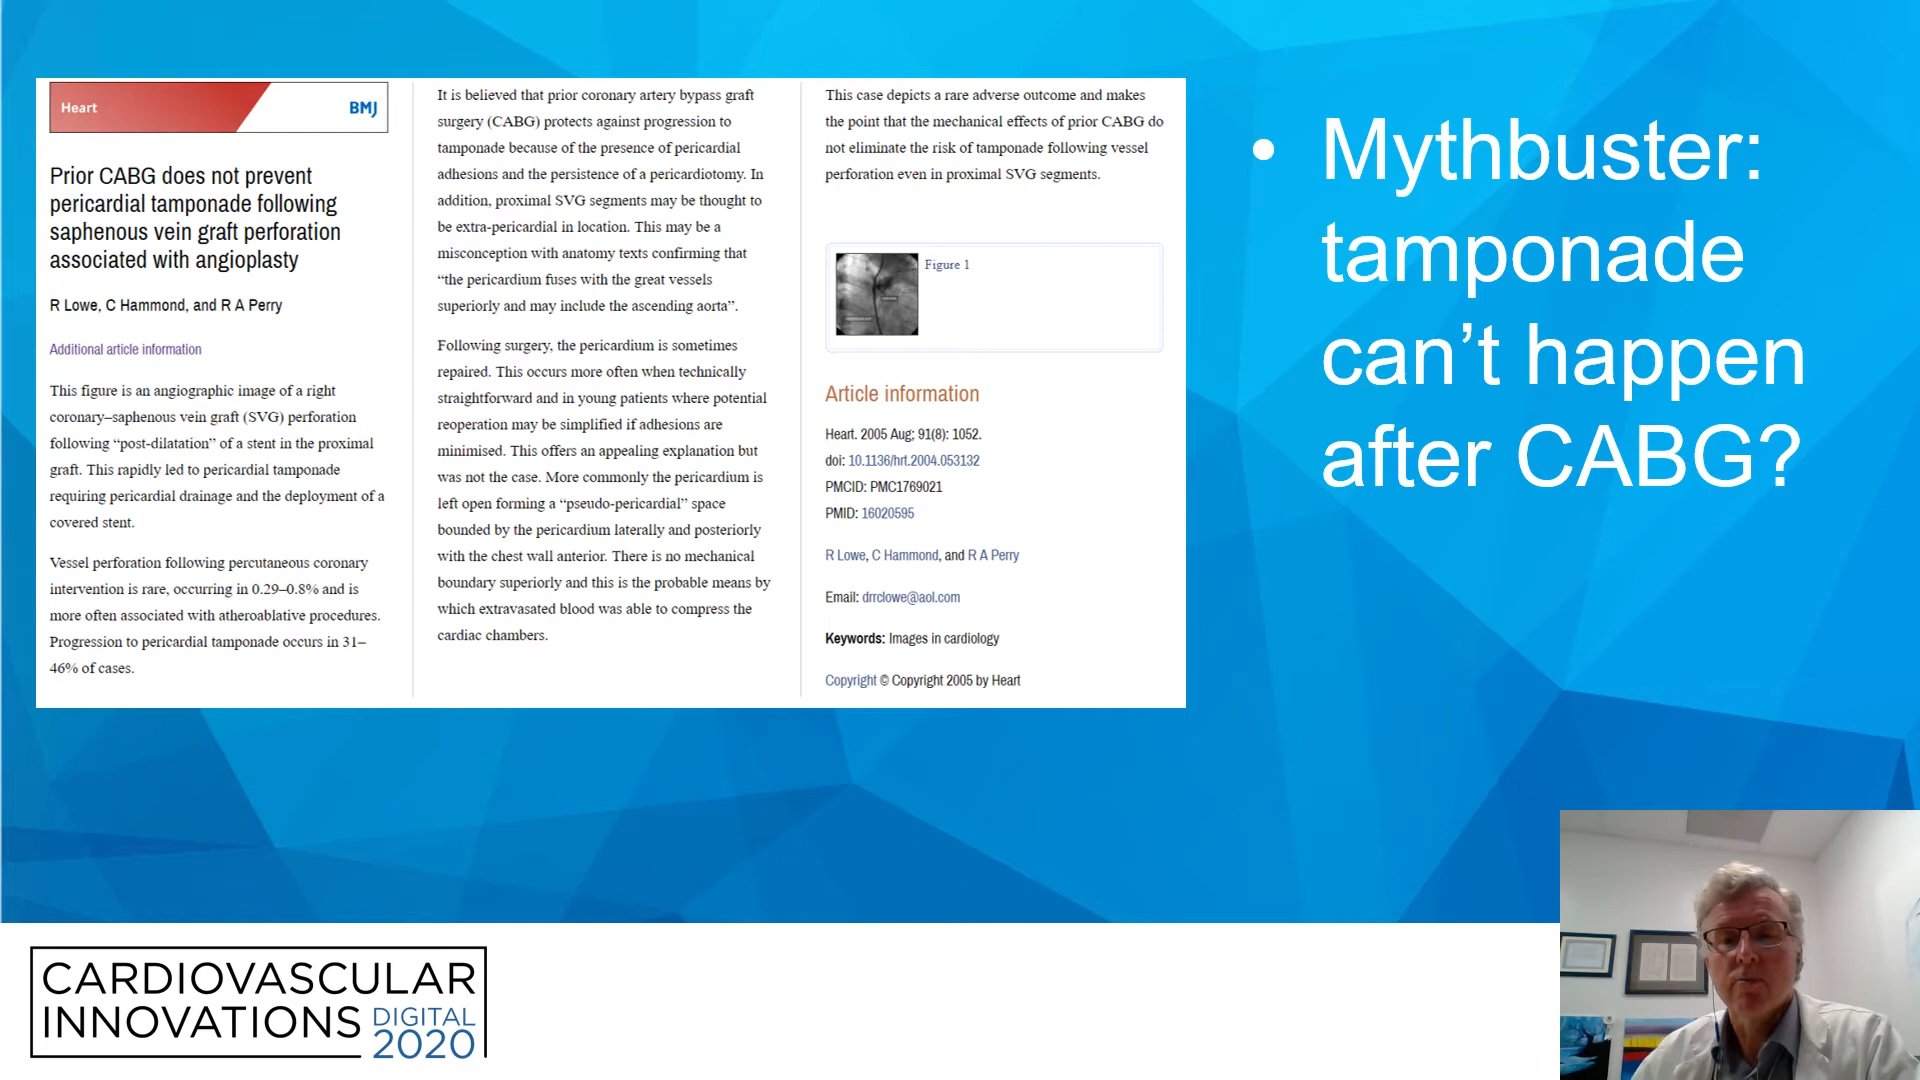 Heart
BMJ
Prior CABG does not prevent
pericardial tamponade following
saphenous vein graft perforation
associated with angioplasty
R Lowe, C Hammond, and R A Perry
Additional article information
This figure is an angiographic image of a right
coronary–saphenous vein graft (SVG) perforation
following “post-dilatation” of a stent in the proximal
graft. This rapidly led to pericardial tamponade
requiring pericardial drainage and the deployment of a
covered stent.
Vessel perforation following percutaneous coronary
intervention is rare, occurring in 0.29–0.8% and is
more often associated with atheroablative procedures.
Progression to pericardial tamponade occurs in 31–
46% of cases.
It is believed that prior coronary artery bypass graft
surgery (CABG) protects against progression to
tamponade because of the presence of pericardial
adhesions and the persistence of a pericardiotomy. In
addition, proximal SVG segments may be thought to
be extra-pericardial in location. This may be a
misconception with anatomy texts confirming that
“the pericardium fuses with the great vessels
superiorly and may include the ascending aorta”.
Following surgery, the pericardium is sometimes
repaired. This occurs more often when technically
straightforward and in young patients where potential
reoperation may be simplified if adhesions are
minimised. This offers an appealing explanation but
was not the case. More commonly the pericardium is
left open forming a “pseudo-pericardial” space
bounded by the pericardium laterally and posteriorly
with the chest wall anterior. There is no mechanical
boundary superiorly and this is the probable means by
which extravasated blood was able to compress the
cardiac chambers.
This case depicts a rare adverse outcome and makes
the point that the mechanical effects of prior CABG do
not eliminate the risk of tamponade following vessel
perforation even in proximal SVG segments.
Figure 1
Article information
Heart. 2005 Aug; 91(8): 1052.
doi: 10.1136/hrt.2004.053132
PMCID: PMC1769021
PMID: 16020595
R Lowe, C Hammond, and R A Perry
Email: drrclowe@aol.com
Keywords: Images in cardiology
Copyright © Copyright 2005 by Heart
• Mythbuster:
tamponade
can’t happen
after CABG?
CARDIOVASCULAR
INNOVATIONS DIGITAL
2020